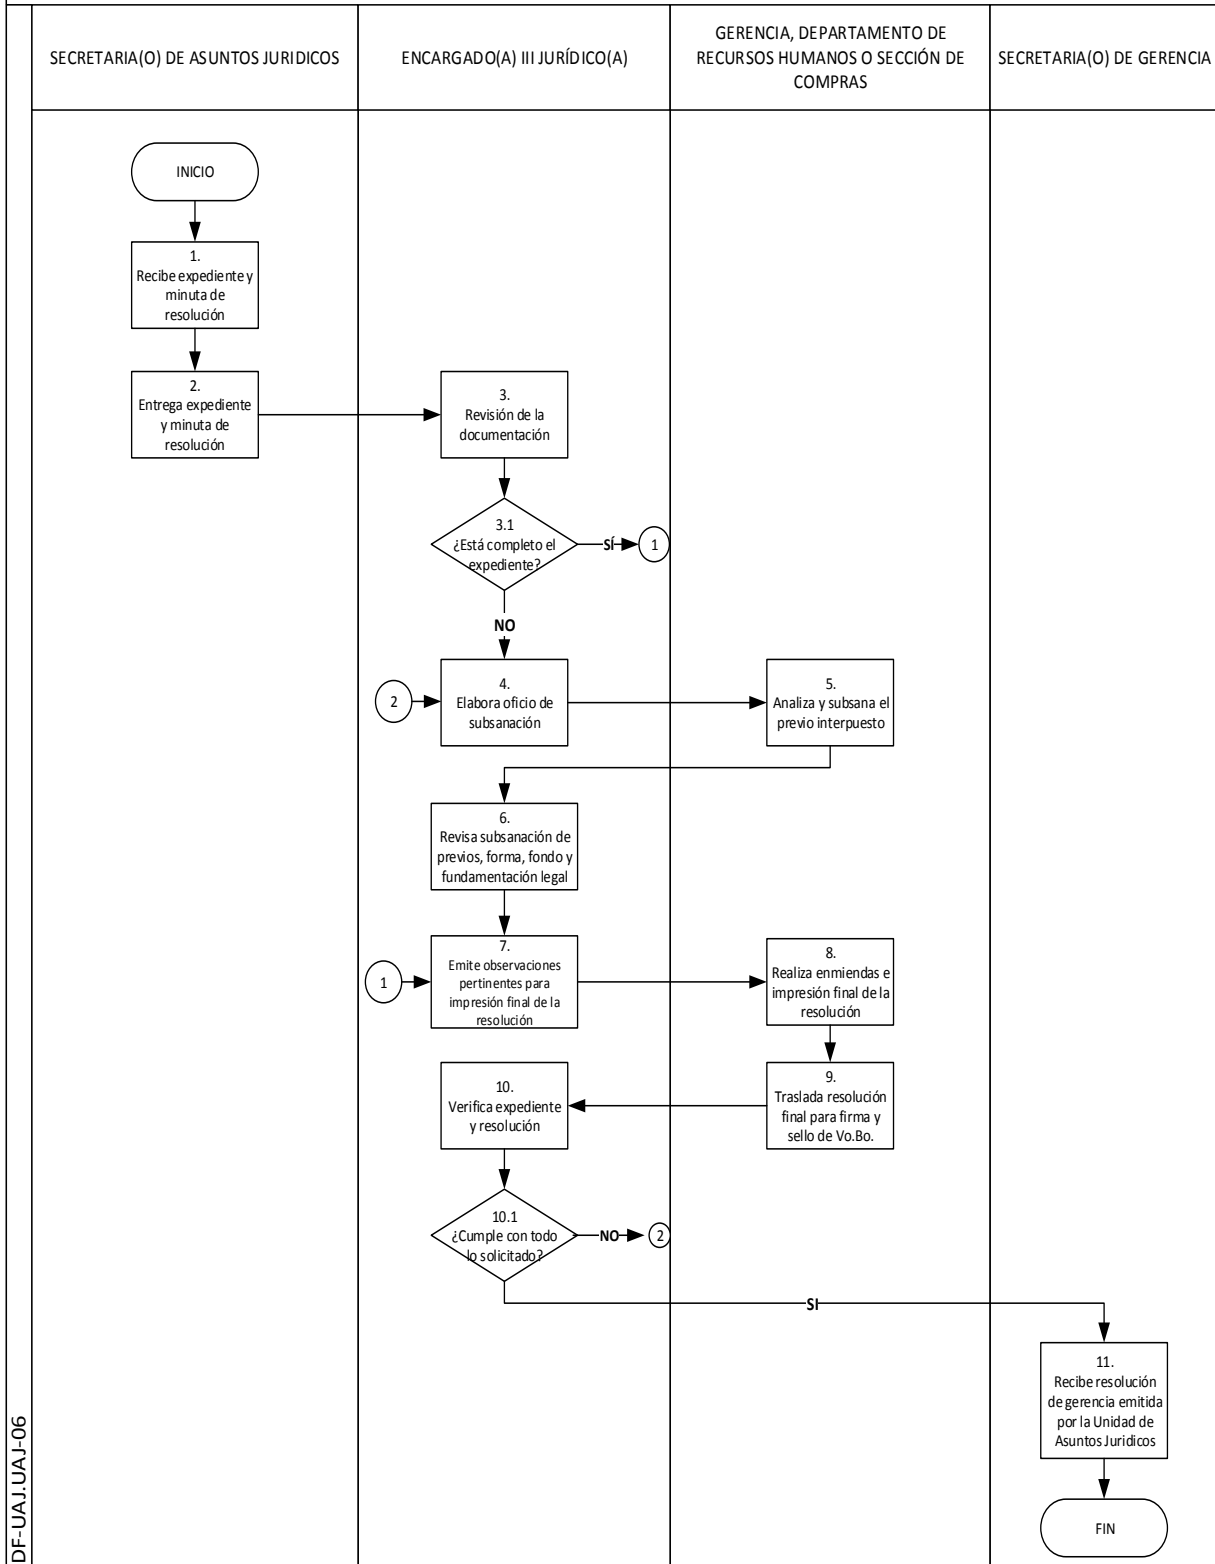 SECRETARIA(O) DE ASUNTOS JURIDICOS
ENCARGADO(A) III JURÍDICO(A)
GERENCIA, DEPARTAMENTO DE
RECURSOS HUMANOS O SECCIÓN DE
COMPRAS
SECRETARIA(O) DE GERENCIA
INICIO
1.
Recibe expediente y
minuta de
resolución
2.
Entrega expediente
y minuta de
resolución
3.
Revisión de la
documentación
3.1
¿Está completo el
expediente?
SÍ
1
NO
2
4.
Elabora oficio de
subsanación
5.
Analiza y subsana el
previo interpuesto
6.
Revisa subsanación de
previos, forma, fondo y
fundamentación legal
1
7.
Emite observaciones
pertinentes para
impresión final de la
resolución
8.
Realiza enmiendas e
impresión final de la
resolución
9.
Traslada resolución
final para firma y
sello de Vo.Bo.
10.
Verifica expediente
y resolución
10.1
¿Cumple con todo
lo solicitado?
NO
2
SI
11.
Recibe resolución
de gerencia emitida
por la Unidad de
Asuntos Juridicos
FIN
DF-UAJ.UAJ-06